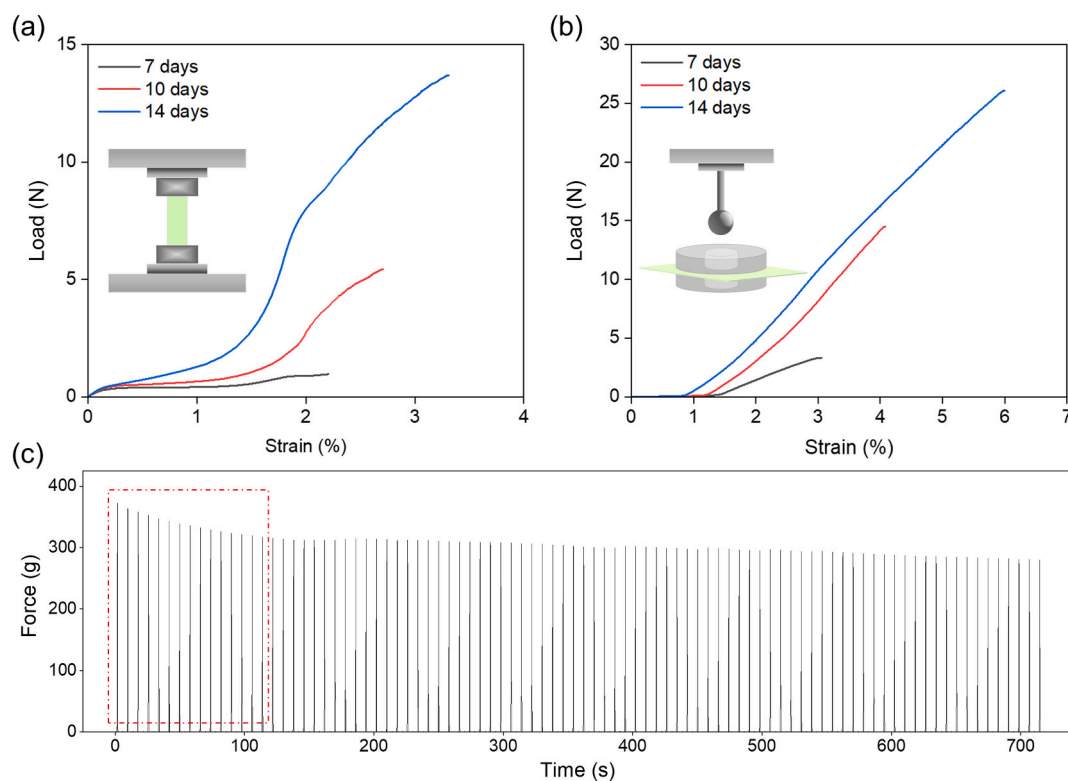 (a)
15
10
5
0
Load (N)
7 days
10 days
14 days
0 1 2 3 4
Strain (%)
(b)
30
25
20
15
10
5
0
Load (N)
7 days
10 days
14 days
0 1 2 3 4 5 6 7
Strain (%)
(c)
400
300
200
100
0
Force (g)
0 100 200 300 400 500 600 700
Time (s)